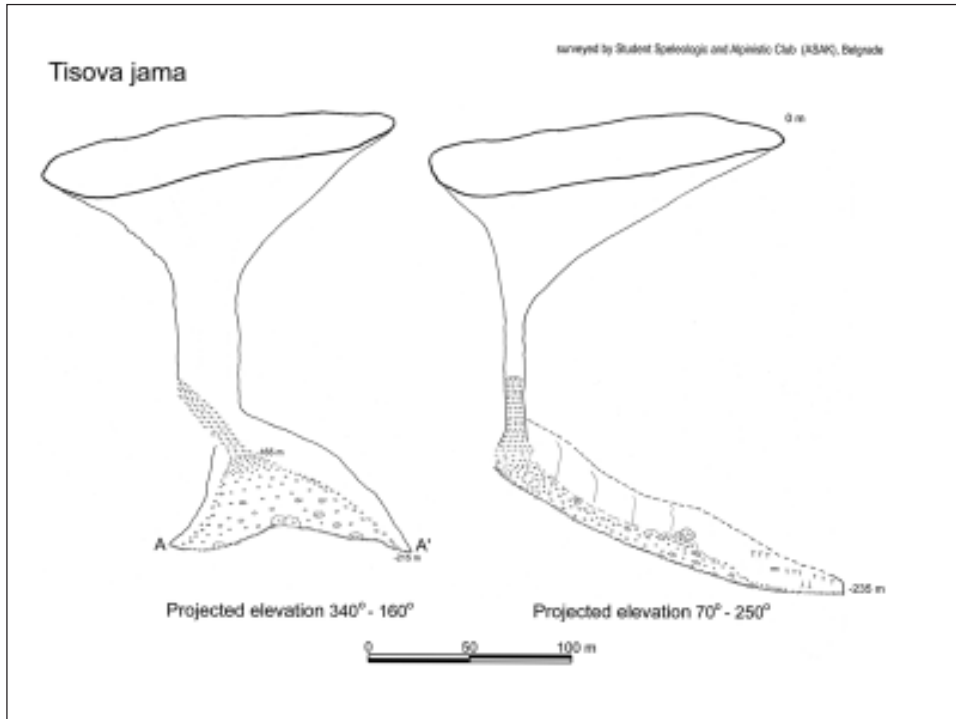 surveyed by Student Speleologic and Alpinistic Club (ASAK), Belgrade
Tisova jama
0 m
A
A'
-215 m
-235 m
Projected elevation 340° - 160°
Projected elevation 70° - 250°
0 50 100 m